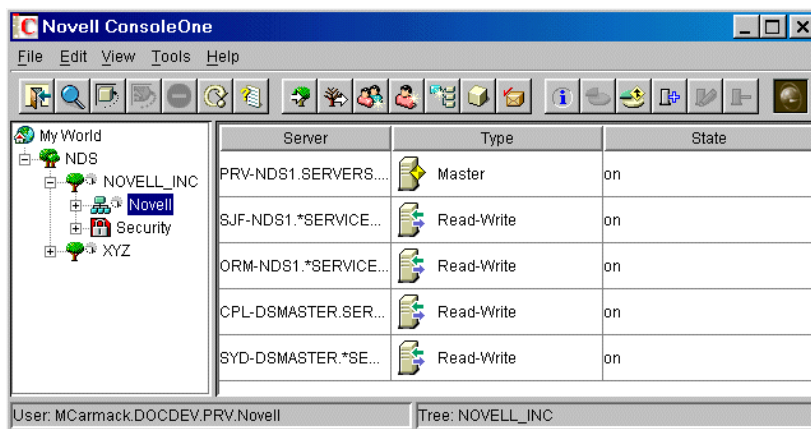 Novell ConsoleOne
File Edit View Tools Help
My World
NDS
NOVELL_INC
Novell
Security
XYZ
Server Type State
PRV-NDS1.SERVERS.... Master on
SJF-NDS1.*SERVICE... Read-Write on
ORM-NDS1.*SERVICE... Read-Write on
CPL-DSMASTER.SER... Read-Write on
SYD-DSMASTER.*SE... Read-Write on
User: MCarmack.DOCDEV.PRV.Novell Tree: NOVELL_INC